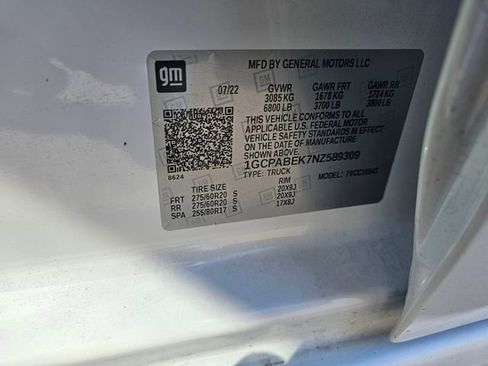 gm
MFD BY GENERAL MOTORS LLC
07/22 GVWR GAWR FRT GAWR RR
3085 KG 1678 KG 1724 KG
6800 LB 3700 LB 3800 LB
THIS VEHICLE CONFORMS TO ALL
APPLICABLE U.S. FEDERAL MOTOR
VEHICLE SAFETY STANDARDS IN EFFECT
ON THE DATE OF MANUFACTURE
SHOWN ABOVE.
1GCPABEK7NZ589309
TYPE: TRUCK MODEL:
8624
TIRE SIZE RIM
FRT 275/60R20 S 20X9J
RR 275/60R20 S 20X9J
SPA 255/80R17 S 17X8J